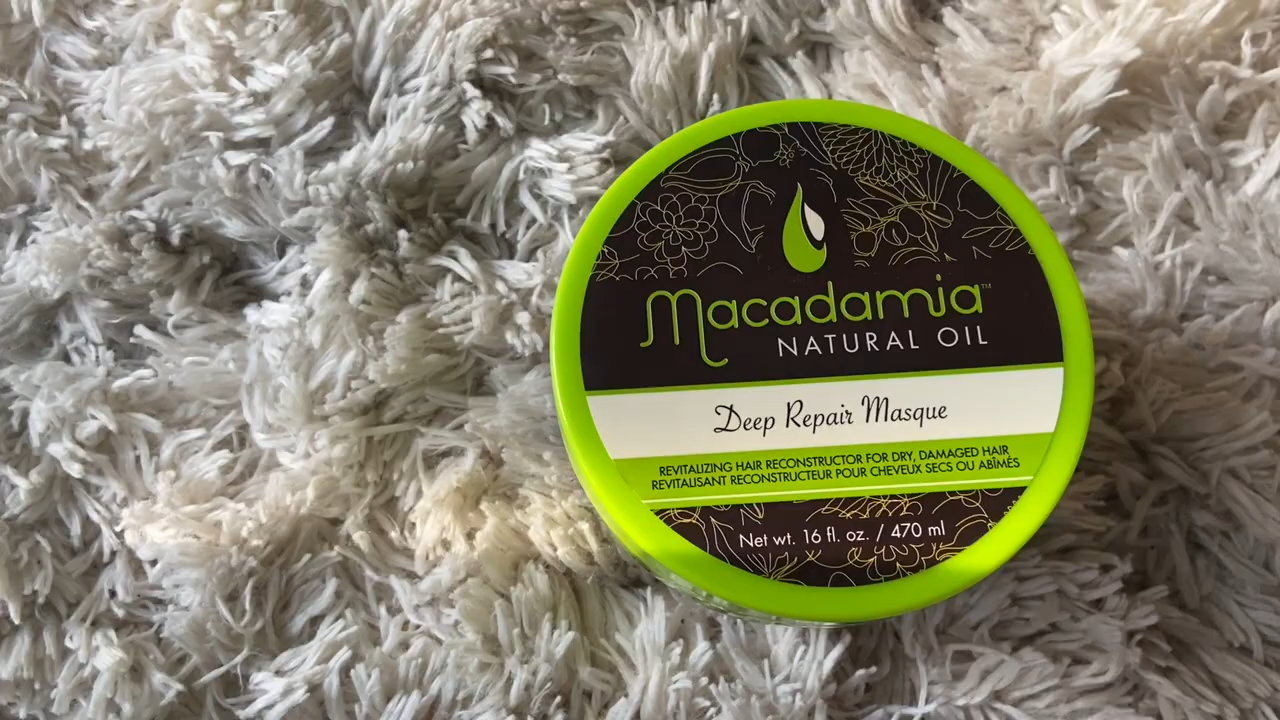 Macadamia™
NATURAL OIL
Deep Repair Masque
REVITALIZING HAIR RECONSTRUCTOR FOR DRY, DAMAGED HAIR
REVITALISANT RECONSTRUCTEUR POUR CHEVEUX SECS OU ABÎMÉS
Net wt. 16 fl. oz. / 470 ml